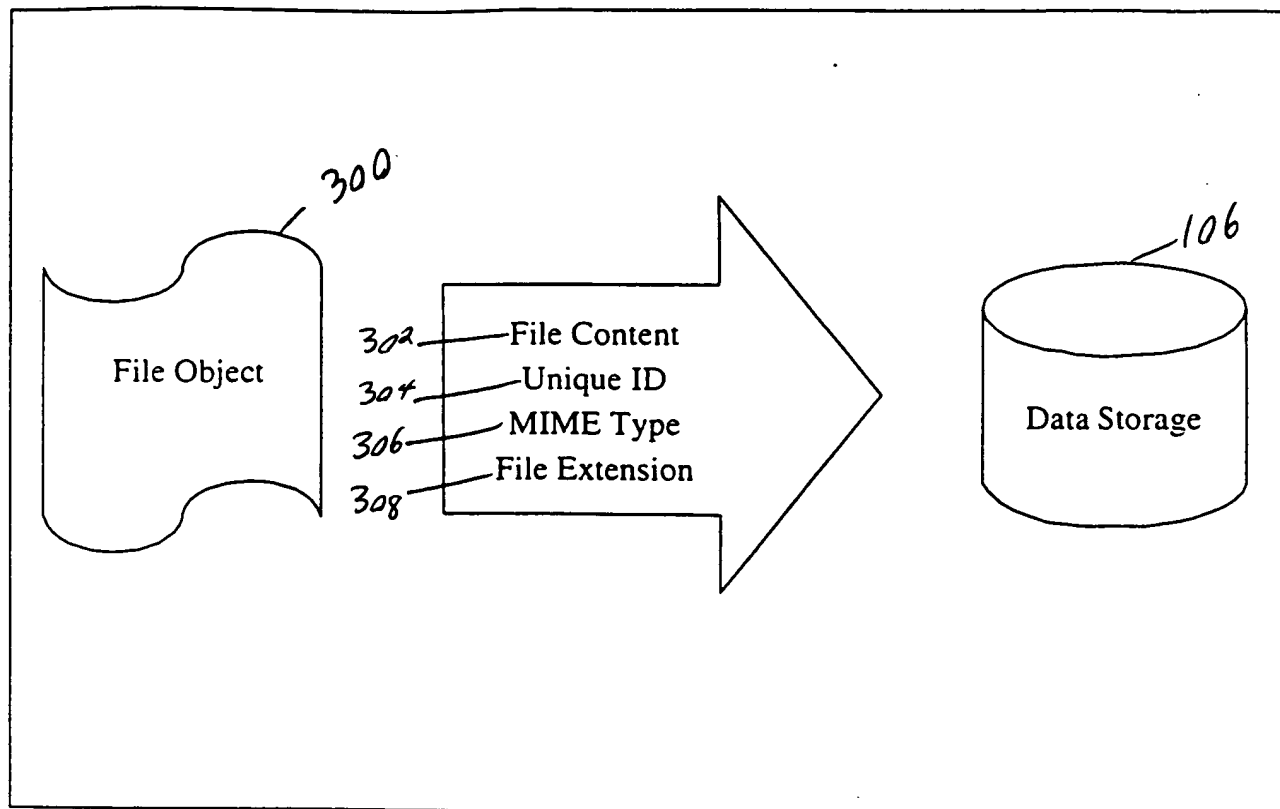 300
106
302 File Content
File Object
304 Unique ID
306 MIME Type
Data Storage
308 File Extension